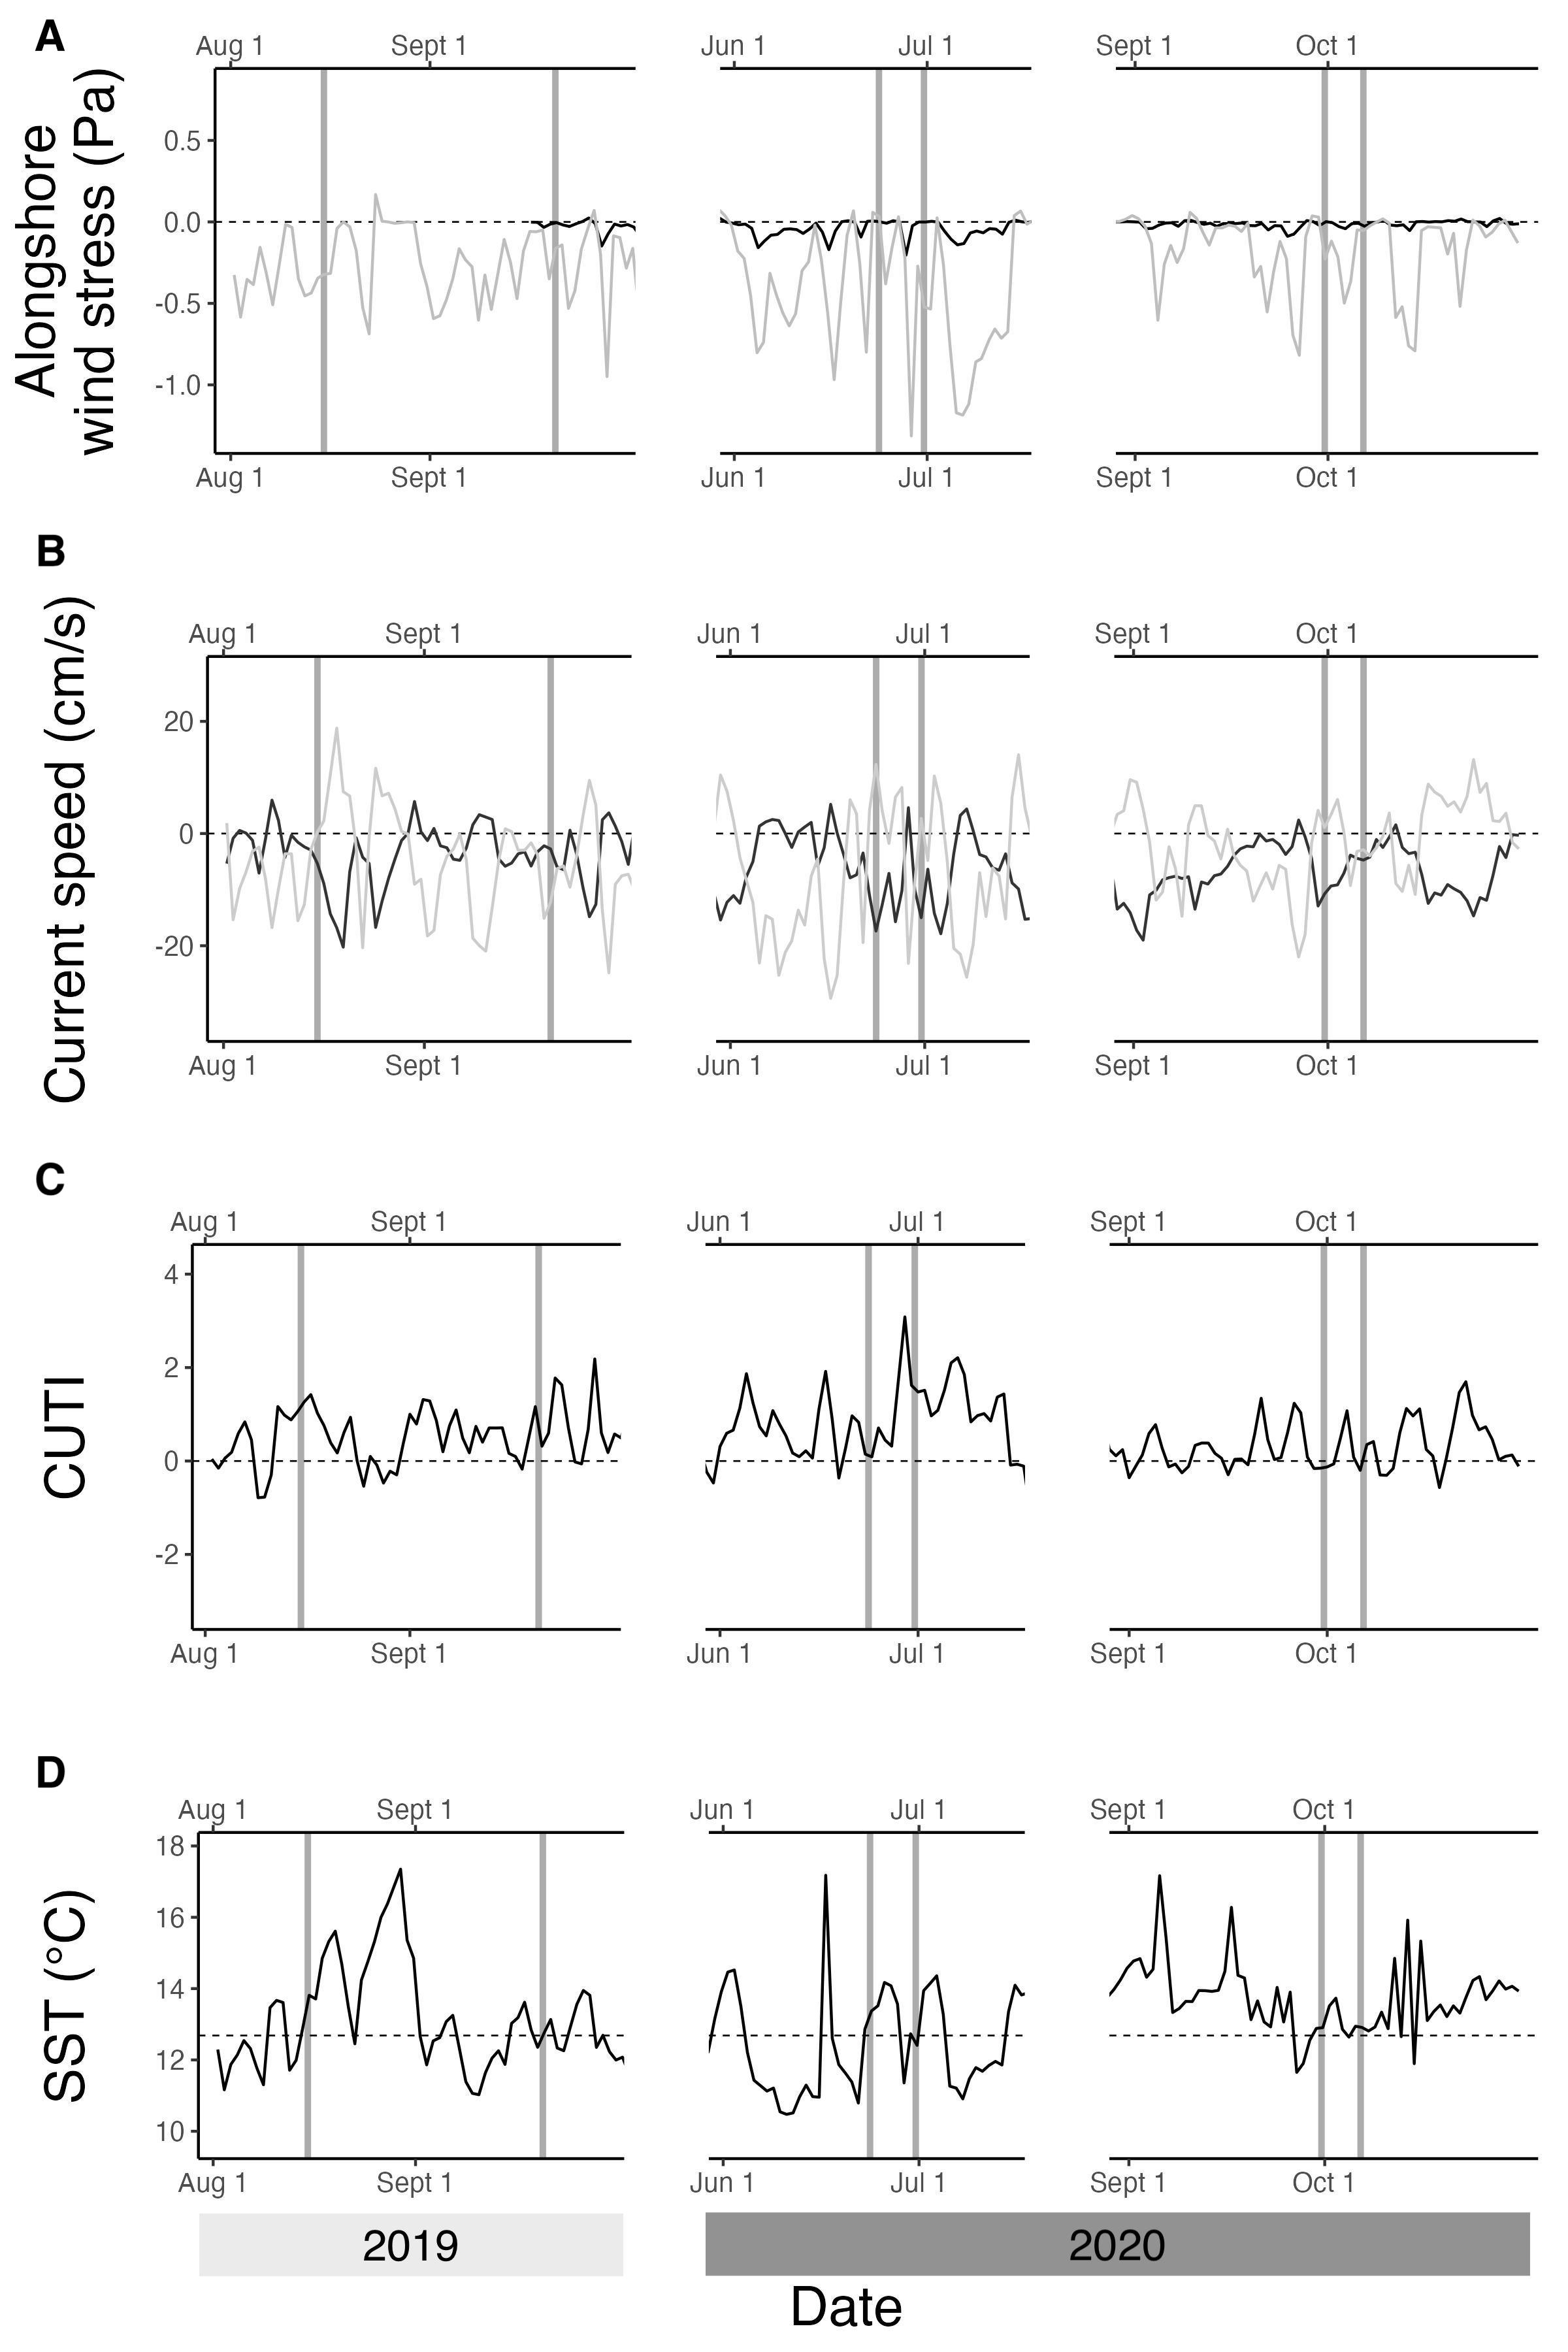 A
Aug 1 Sept 1 Jun 1 Jul 1 Sept 1 Oct 1
Alongshore
wind stress (Pa)
0.5
0.0
-0.5
-1.0
Aug 1 Sept 1 Jun 1 Jul 1 Sept 1 Oct 1
B
Aug 1 Sept 1 Jun 1 Jul 1 Sept 1 Oct 1
Current speed (cm/s)
20
0
-20
Aug 1 Sept 1 Jun 1 Jul 1 Sept 1 Oct 1
C
Aug 1 Sept 1 Jun 1 Jul 1 Sept 1 Oct 1
CUTI
4
2
0
-2
Aug 1 Sept 1 Jun 1 Jul 1 Sept 1 Oct 1
D
Aug 1 Sept 1 Jun 1 Jul 1 Sept 1 Oct 1
SST (°C)
18
16
14
12
10
Aug 1 Sept 1 Jun 1 Jul 1 Sept 1 Oct 1
2019 2020
Date